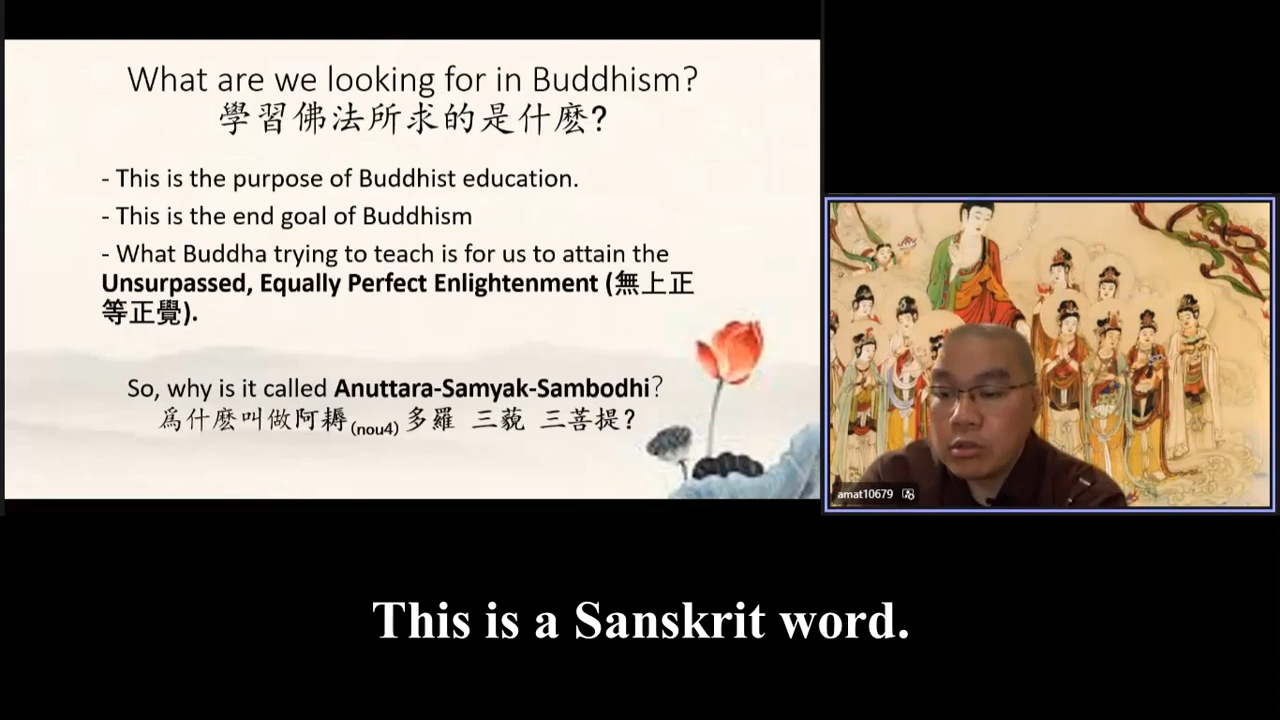 What are we looking for in Buddhism?
學習佛法所求的是什麼?
- This is the purpose of Buddhist education.
- This is the end goal of Buddhism
- What Buddha trying to teach is for us to attain the
Unsurpassed, Equally Perfect Enlightenment (無上正
等正覺).
So, why is it called Anuttara-Samyak-Sambodhi?
爲什麼叫做阿耨(nou4) 多羅 三藐 三菩提?
amat10679
This is a Sanskrit word.